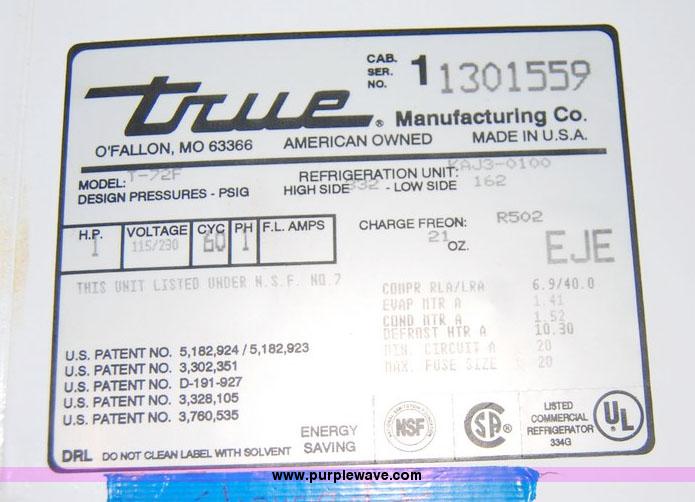 true
® Manufacturing Co.
CAB. SER. NO. 1 1301559
O'FALLON, MO 63366 AMERICAN OWNED MADE IN U.S.A.
MODEL: T-72F REFRIGERATION UNIT: KAJ3-0100
DESIGN PRESSURES - PSIG HIGH SIDE 332 - LOW SIDE 162
H.P. VOLTAGE CYC PH F.L. AMPS
1 115/230 60 1
CHARGE FREON: R502
21 OZ.
EJE
THIS UNIT LISTED UNDER N.S.F. NO.7
COMPR RLA/LRA 6.9/40.0
EVAP MTR A 1.41
COND MTR A 1.52
DEFROST HTR A 10.30
MIN. CIRCUIT A 20
MAX. FUSE SIZE 20
U.S. PATENT NO. 5,182,924 / 5,182,923
U.S. PATENT NO. 3,302,351
U.S. PATENT NO. D-191-927
U.S. PATENT NO. 3,328,105
U.S. PATENT NO. 3,760,535
ENERGY SAVING
NSF
SP®
LISTED COMMERCIAL REFRIGERATOR 334G
UL ®
DRL DO NOT CLEAN LABEL WITH SOLVENT
www.purplewave.com